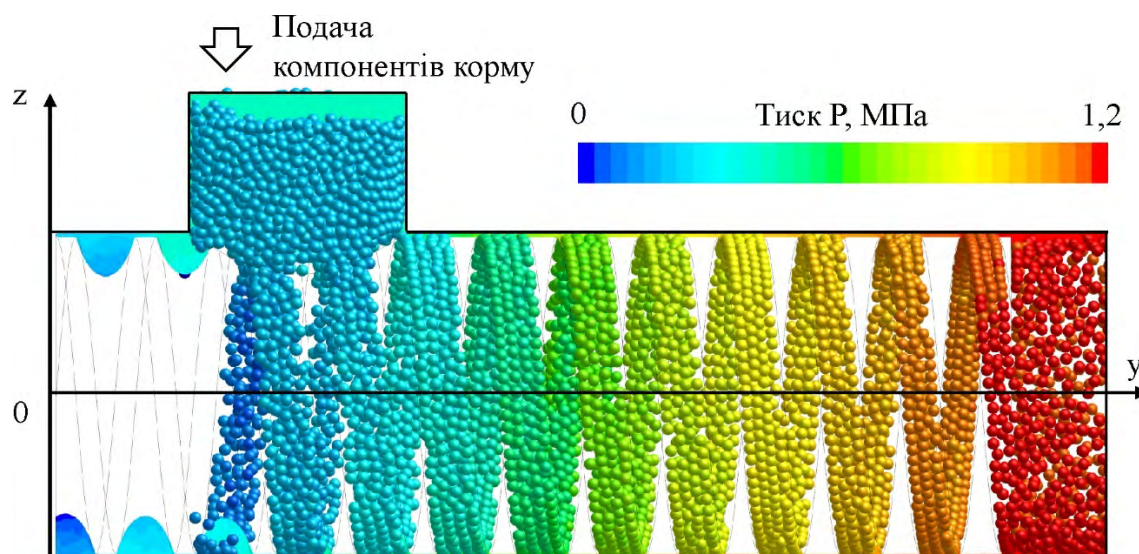 Подача
компонентів корму
z
0 Тиск P, МПа 1,2
y
0